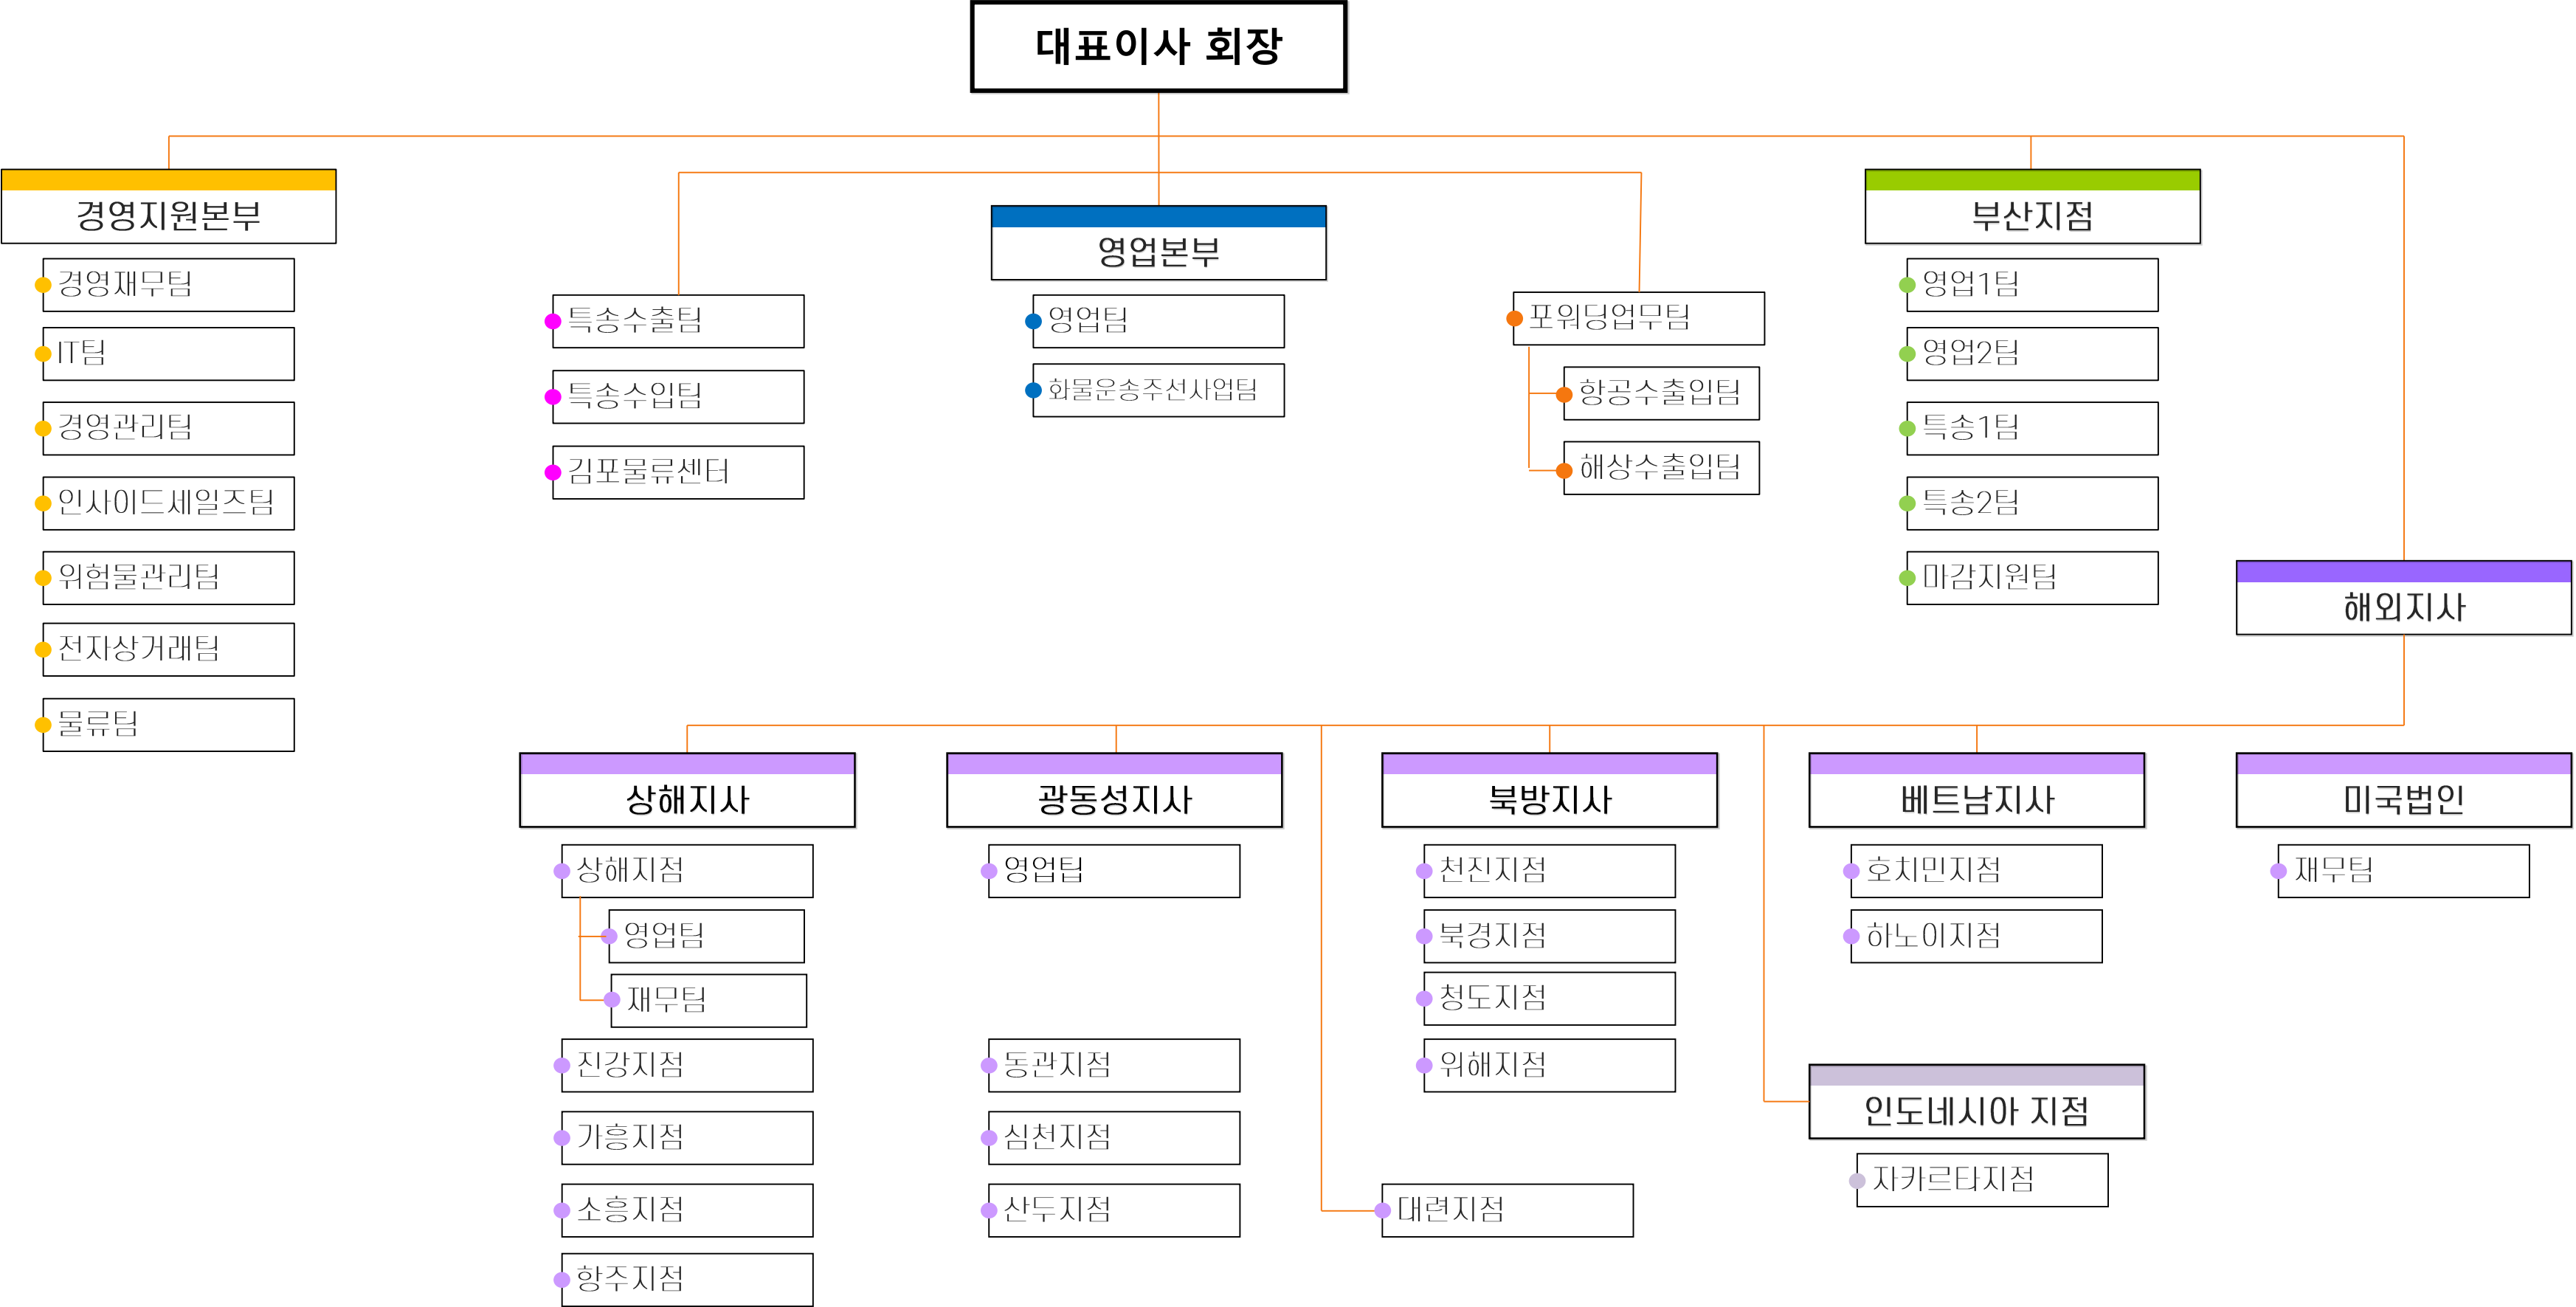 대표이사 회장
경영지원본부
경영재무팀
IT팀
경영관리팀
인사이드세일즈팀
위험물관리팀
전자상거래팀
물류팀
특송수출팀
특송수입팀
김포물류센터
영업본부
영업팀
화물운송주선사업팀
포워딩업무팀
항공수출입팀
해상수출입팀
부산지점
영업1팀
영업2팀
특송1팀
특송2팀
마감지원팀
해외지사
상해지사
상해지점
영업팀
재무팀
진강지점
가흥지점
소흥지점
항주지점
광동성지사
영업팁
동관지점
심천지점
산두지점
북방지사
천진지점
북경지점
청도지점
위해지점
대련지점
베트남지사
호치민지점
하노이지점
인도네시아 지점
자카르타지점
미국법인
재무팀